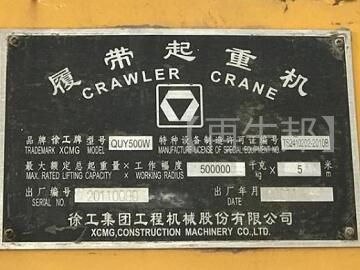 履带起重机
CRAWLER CRANE
品牌 徐工牌 型号 QUY500W 特种设备制造许可证编号
TRADEMARK XCMG MODEL MANUFACTURE LICENSE OF SPECIAL EQUIPMENT NO.
最大额定总起重量×工作幅度 500000 千克 × 5 米
MAX. RATED LIFTING CAPACITY × WORKING RADIUS kg m
出厂编号 出厂年月
SERIAL NO.
徐工集团工程机械股份有限公司
XCMG CONSTRUCTION MACHINERY CO.,LTD.